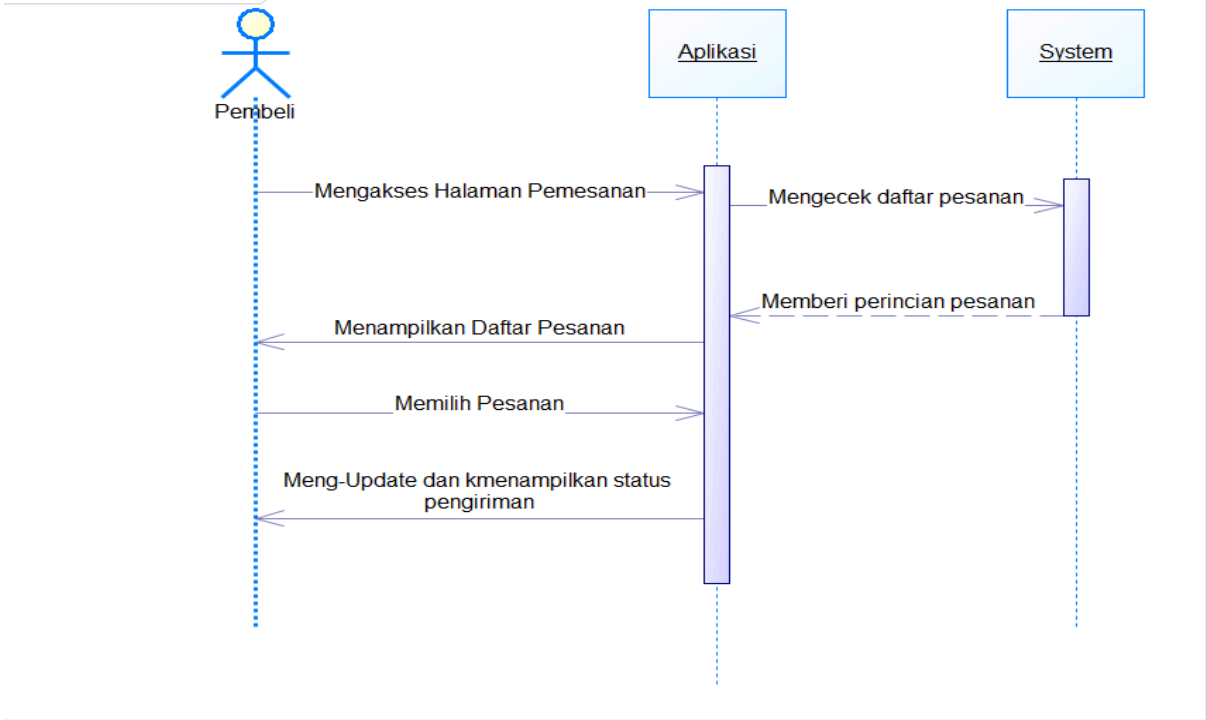 Pembeli
Aplikasi
System
Mengakses Halaman Pemesanan
Mengecek daftar pesanan
Memberi perincian pesanan
Menampilkan Daftar Pesanan
Memilih Pesanan
Meng-Update dan kmenampilkan status
pengiriman